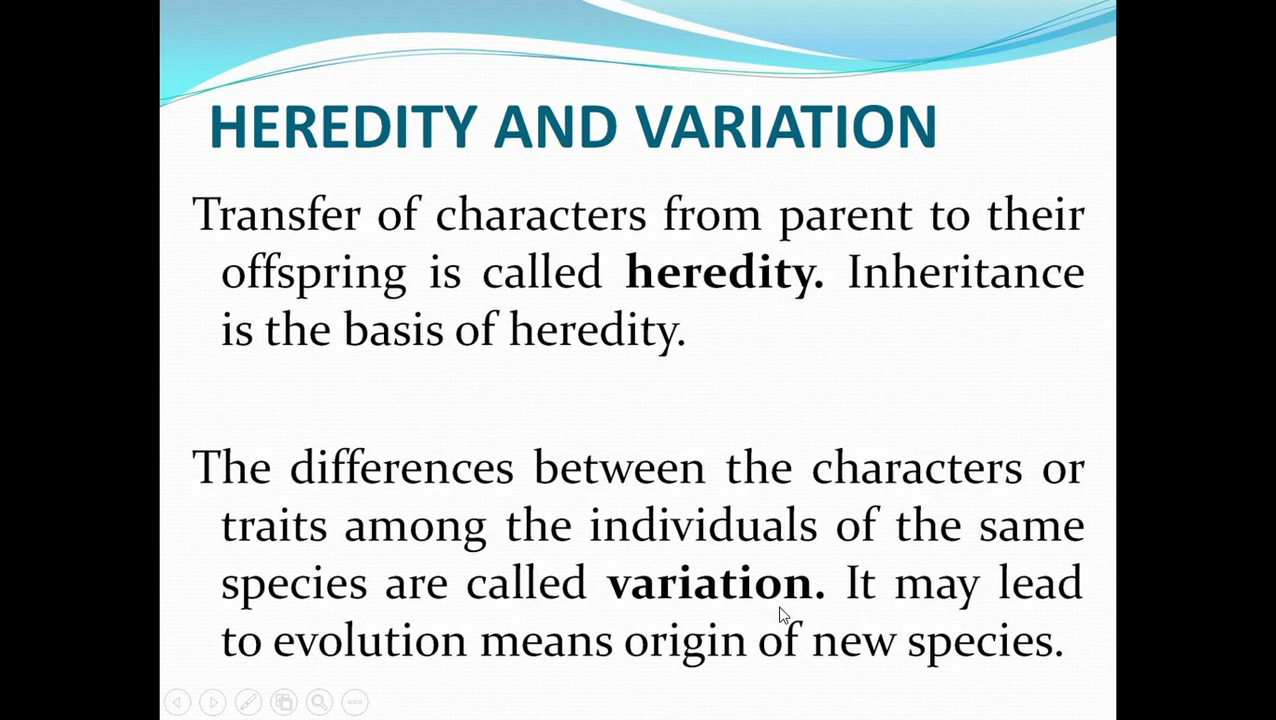 HEREDITY AND VARIATION
Transfer of characters from parent to their
offspring is called heredity. Inheritance
is the basis of heredity.
The differences between the characters or
traits among the individuals of the same
species are called variation. It may lead
to evolution means origin of new species.